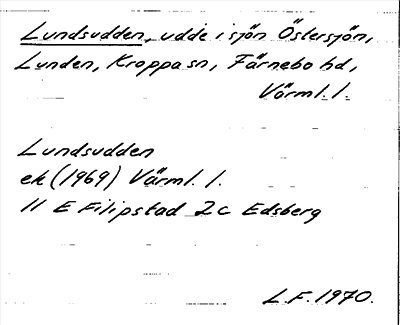 Lundsudden, udde i sjön Östersjön,
Lunden, Kroppa sn, Färnebo hd,
Värml. l.
Lundsudden
ek (1969) Värml. l.
11 E Filipstad 2c Edsberg
L.F. 1970.